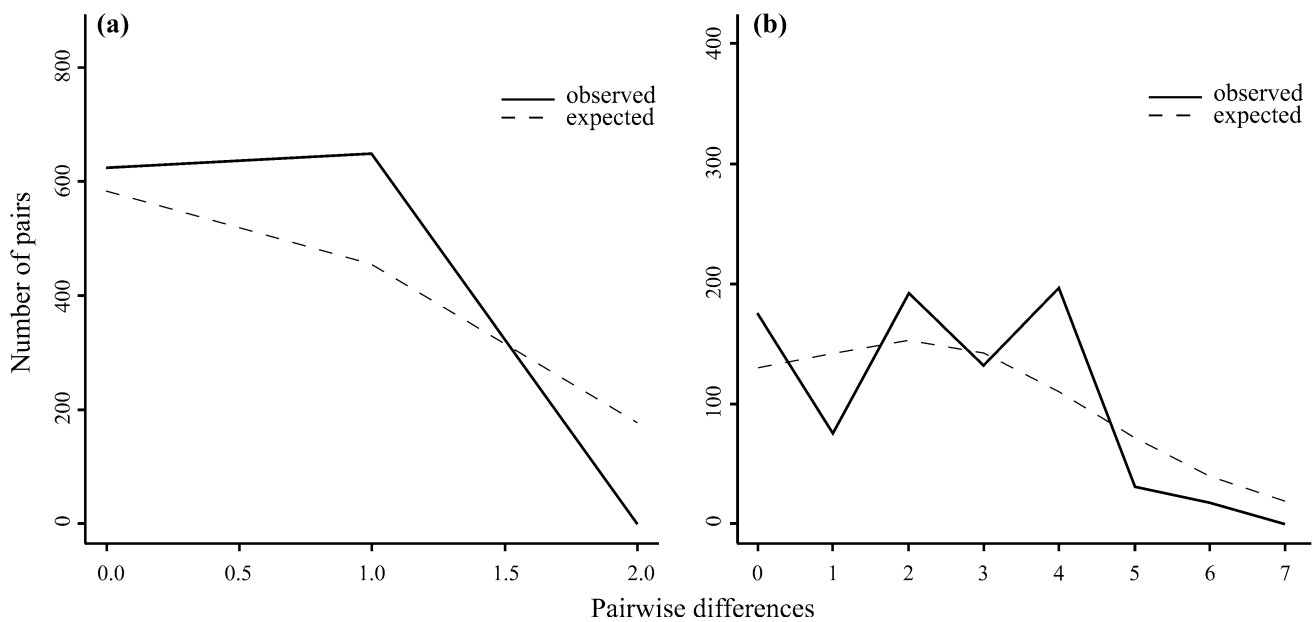 (a)
800
600
400
200
0
observed
expected
0.0 0.5 1.0 1.5 2.0
Number of pairs
(b)
400
300
200
100
0
observed
expected
0 1 2 3 4 5 6 7
Pairwise differences